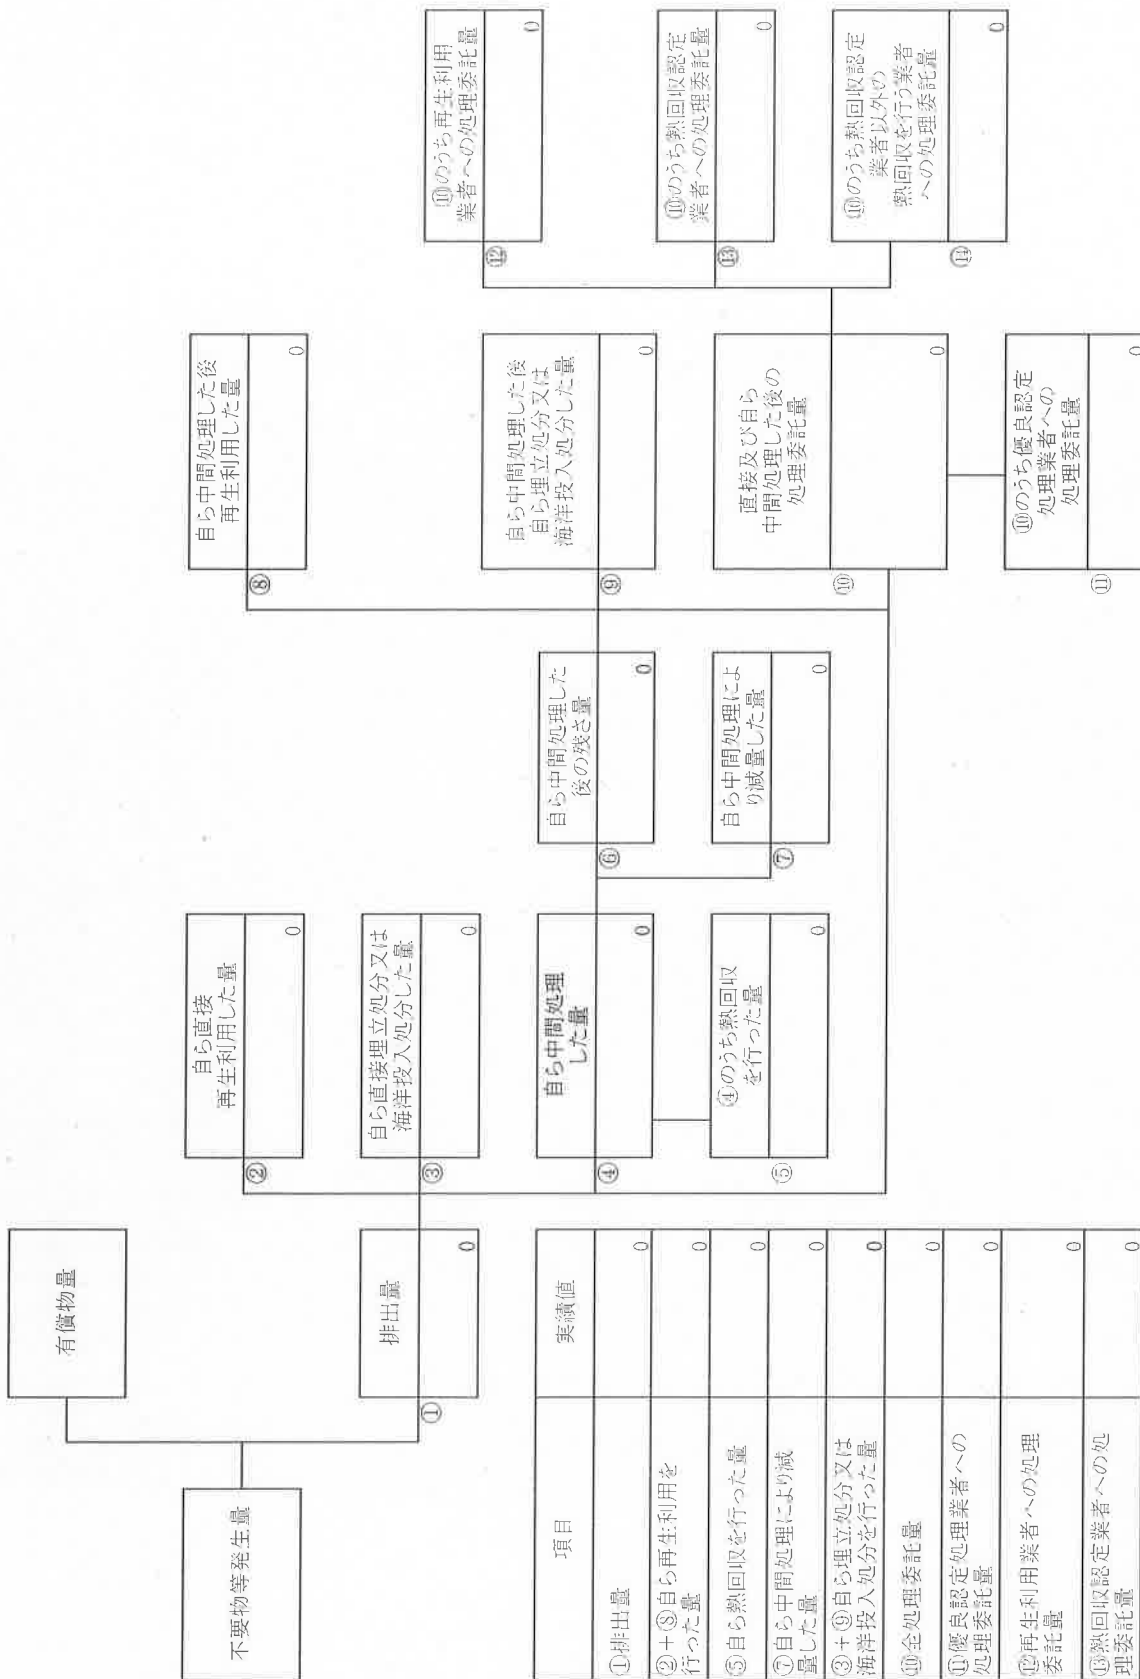 不要物等発生量
有償物量
①
排出量
0
②
自ら直接
再生利用した量
0
③
自ら直接埋立処分又は
海洋投入処分した量
0
④
自ら中間処理
した量
0
⑤
④のうち熱回収
を行った量
0
⑥
自ら中間処理した
後の残さ量
0
⑦
自ら中間処理によ
り減量した量
0
⑧
自ら中間処理した後
再生利用した量
0
⑨
自ら中間処理した後
自ら埋立処分又は
海洋投入処分した量
0
⑩
直接及び自ら
中間処理した後の
処理委託量
0
⑪
⑩のうち優良認定
処理業者への
処理委託量
0
⑫
⑩のうち再生利用
業者への処理委託量
0
⑬
⑩のうち熱回収認定
業者への処理委託量
0
⑭
⑩のうち熱回収認定
業者以外の
熱回収を行う業者
への処理委託量
0
項目
実績値
①排出量
0
②+⑧自ら再生利用を
行った量
0
⑤自ら熱回収を行った量
0
⑦自ら中間処理により減
量した量
0
③+⑨自ら埋立処分又は
海洋投入処分を行った量
0
⑩全処理委託量
0
⑪優良認定処理業者への
処理委託量
0
⑫再生利用業者への処理
委託量
0
⑬熱回収認定業者への処
理委託量
0